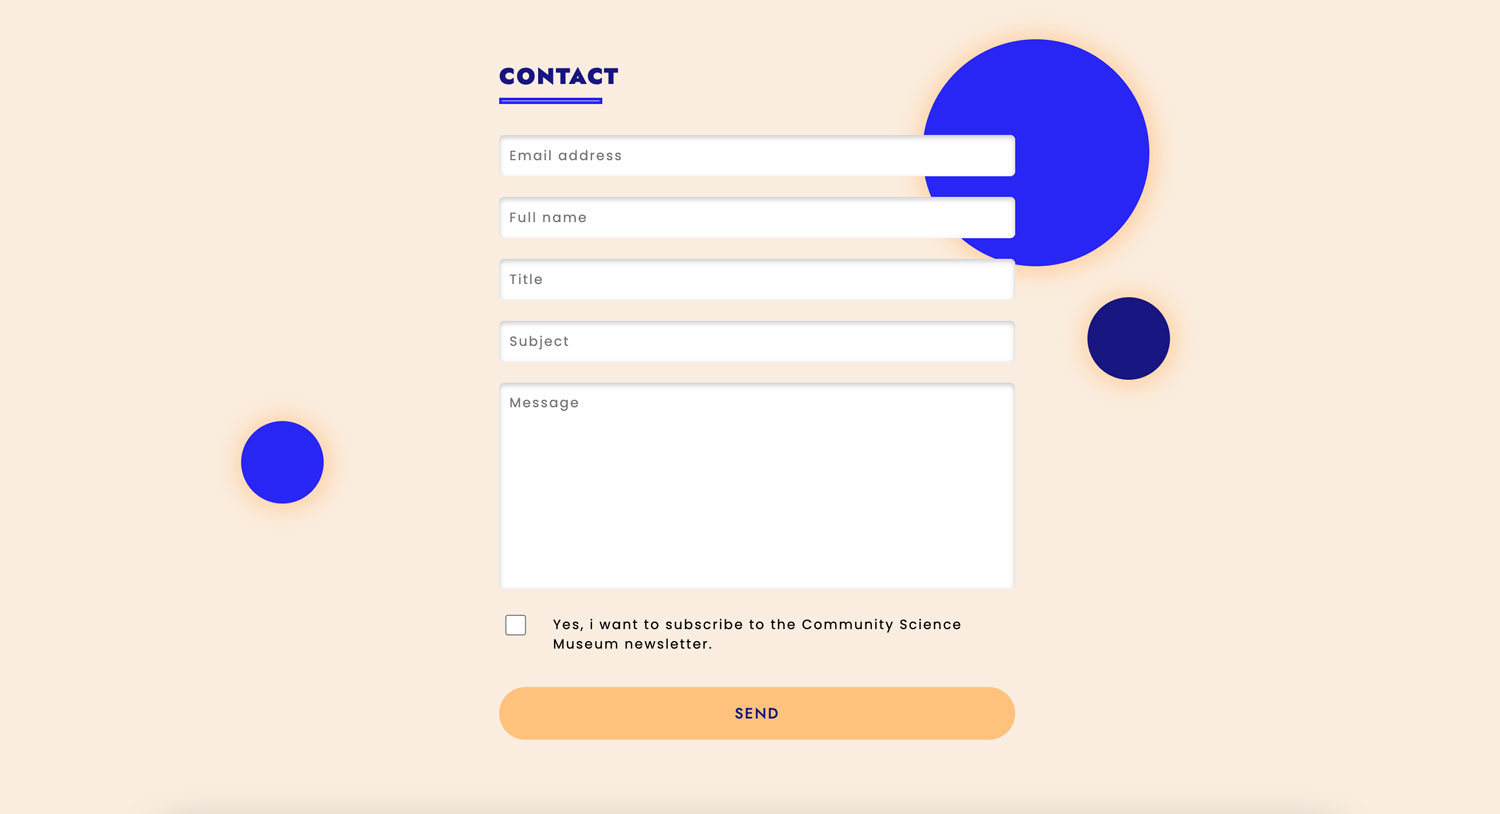 CONTACT
Email address
Full name
Title
Subject
Message
Yes, i want to subscribe to the Community Science
Museum newsletter.
SEND